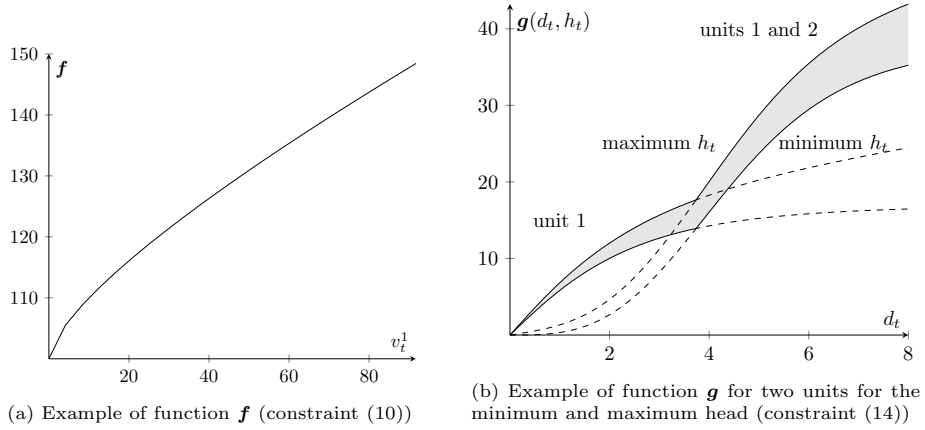 150
140
130
120
110
f
20
40
60
80
v_t^1
(a) Example of function f (constraint (10))
40
30
20
10
g(d_t, h_t)
units 1 and 2
maximum h_t
minimum h_t
unit 1
d_t
2
4
6
8
(b) Example of function g for two units for the
minimum and maximum head (constraint (14))